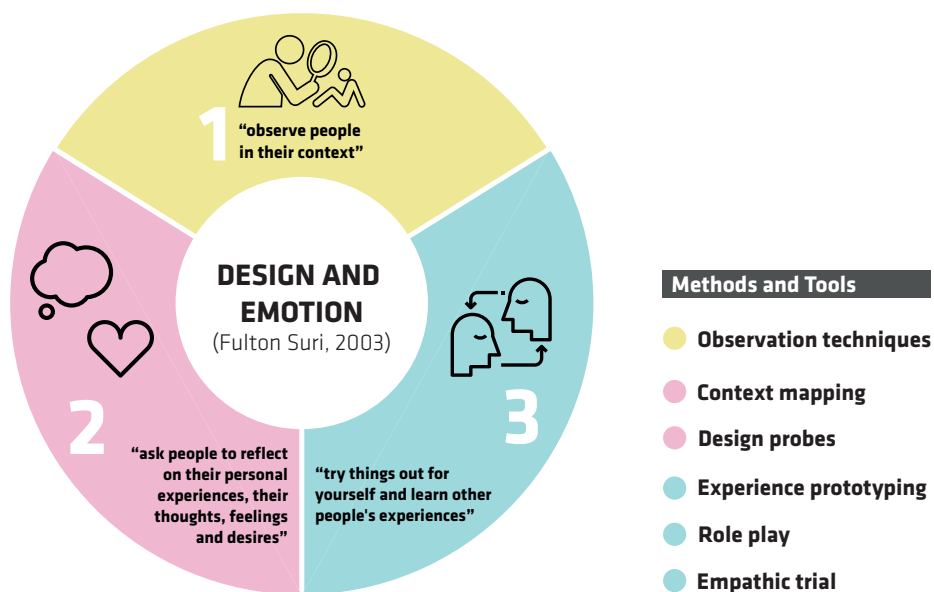 1
“observe people
in their context”
DESIGN AND
EMOTION
(Fulton Suri, 2003)
2
“ask people to reflect
on their personal
experiences, their
thoughts, feelings
and desires”
3
“try things out for
yourself and learn other
people's experiences”
Methods and Tools
Observation techniques
Context mapping
Design probes
Experience prototyping
Role play
Empathic trial